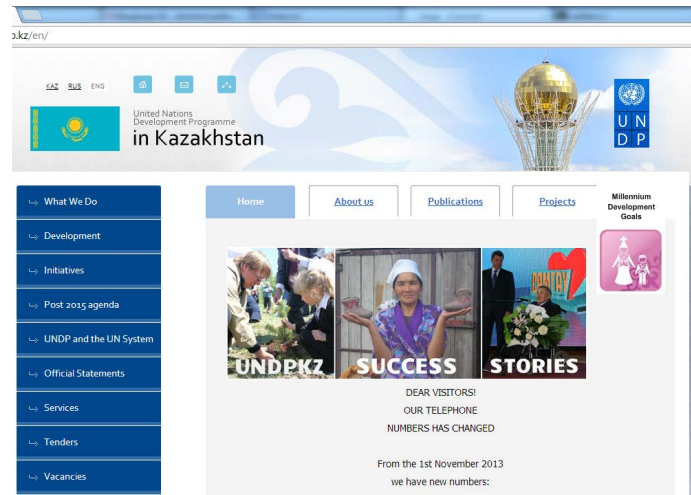 .kz/en/
KAZ RUS ENG
United Nations
Development Programme
in Kazakhstan
U N
D P
What We Do
Development
Initiatives
Post 2015 agenda
UNDP and the UN System
Official Statements
Services
Tenders
Vacancies
Home About us Publications Projects
Millennium
Development
Goals
UNDPKZ SUCCESS STORIES
DEAR VISITORS!
OUR TELEPHONE
NUMBERS HAS CHANGED
From the 1st November 2013
we have new numbers: